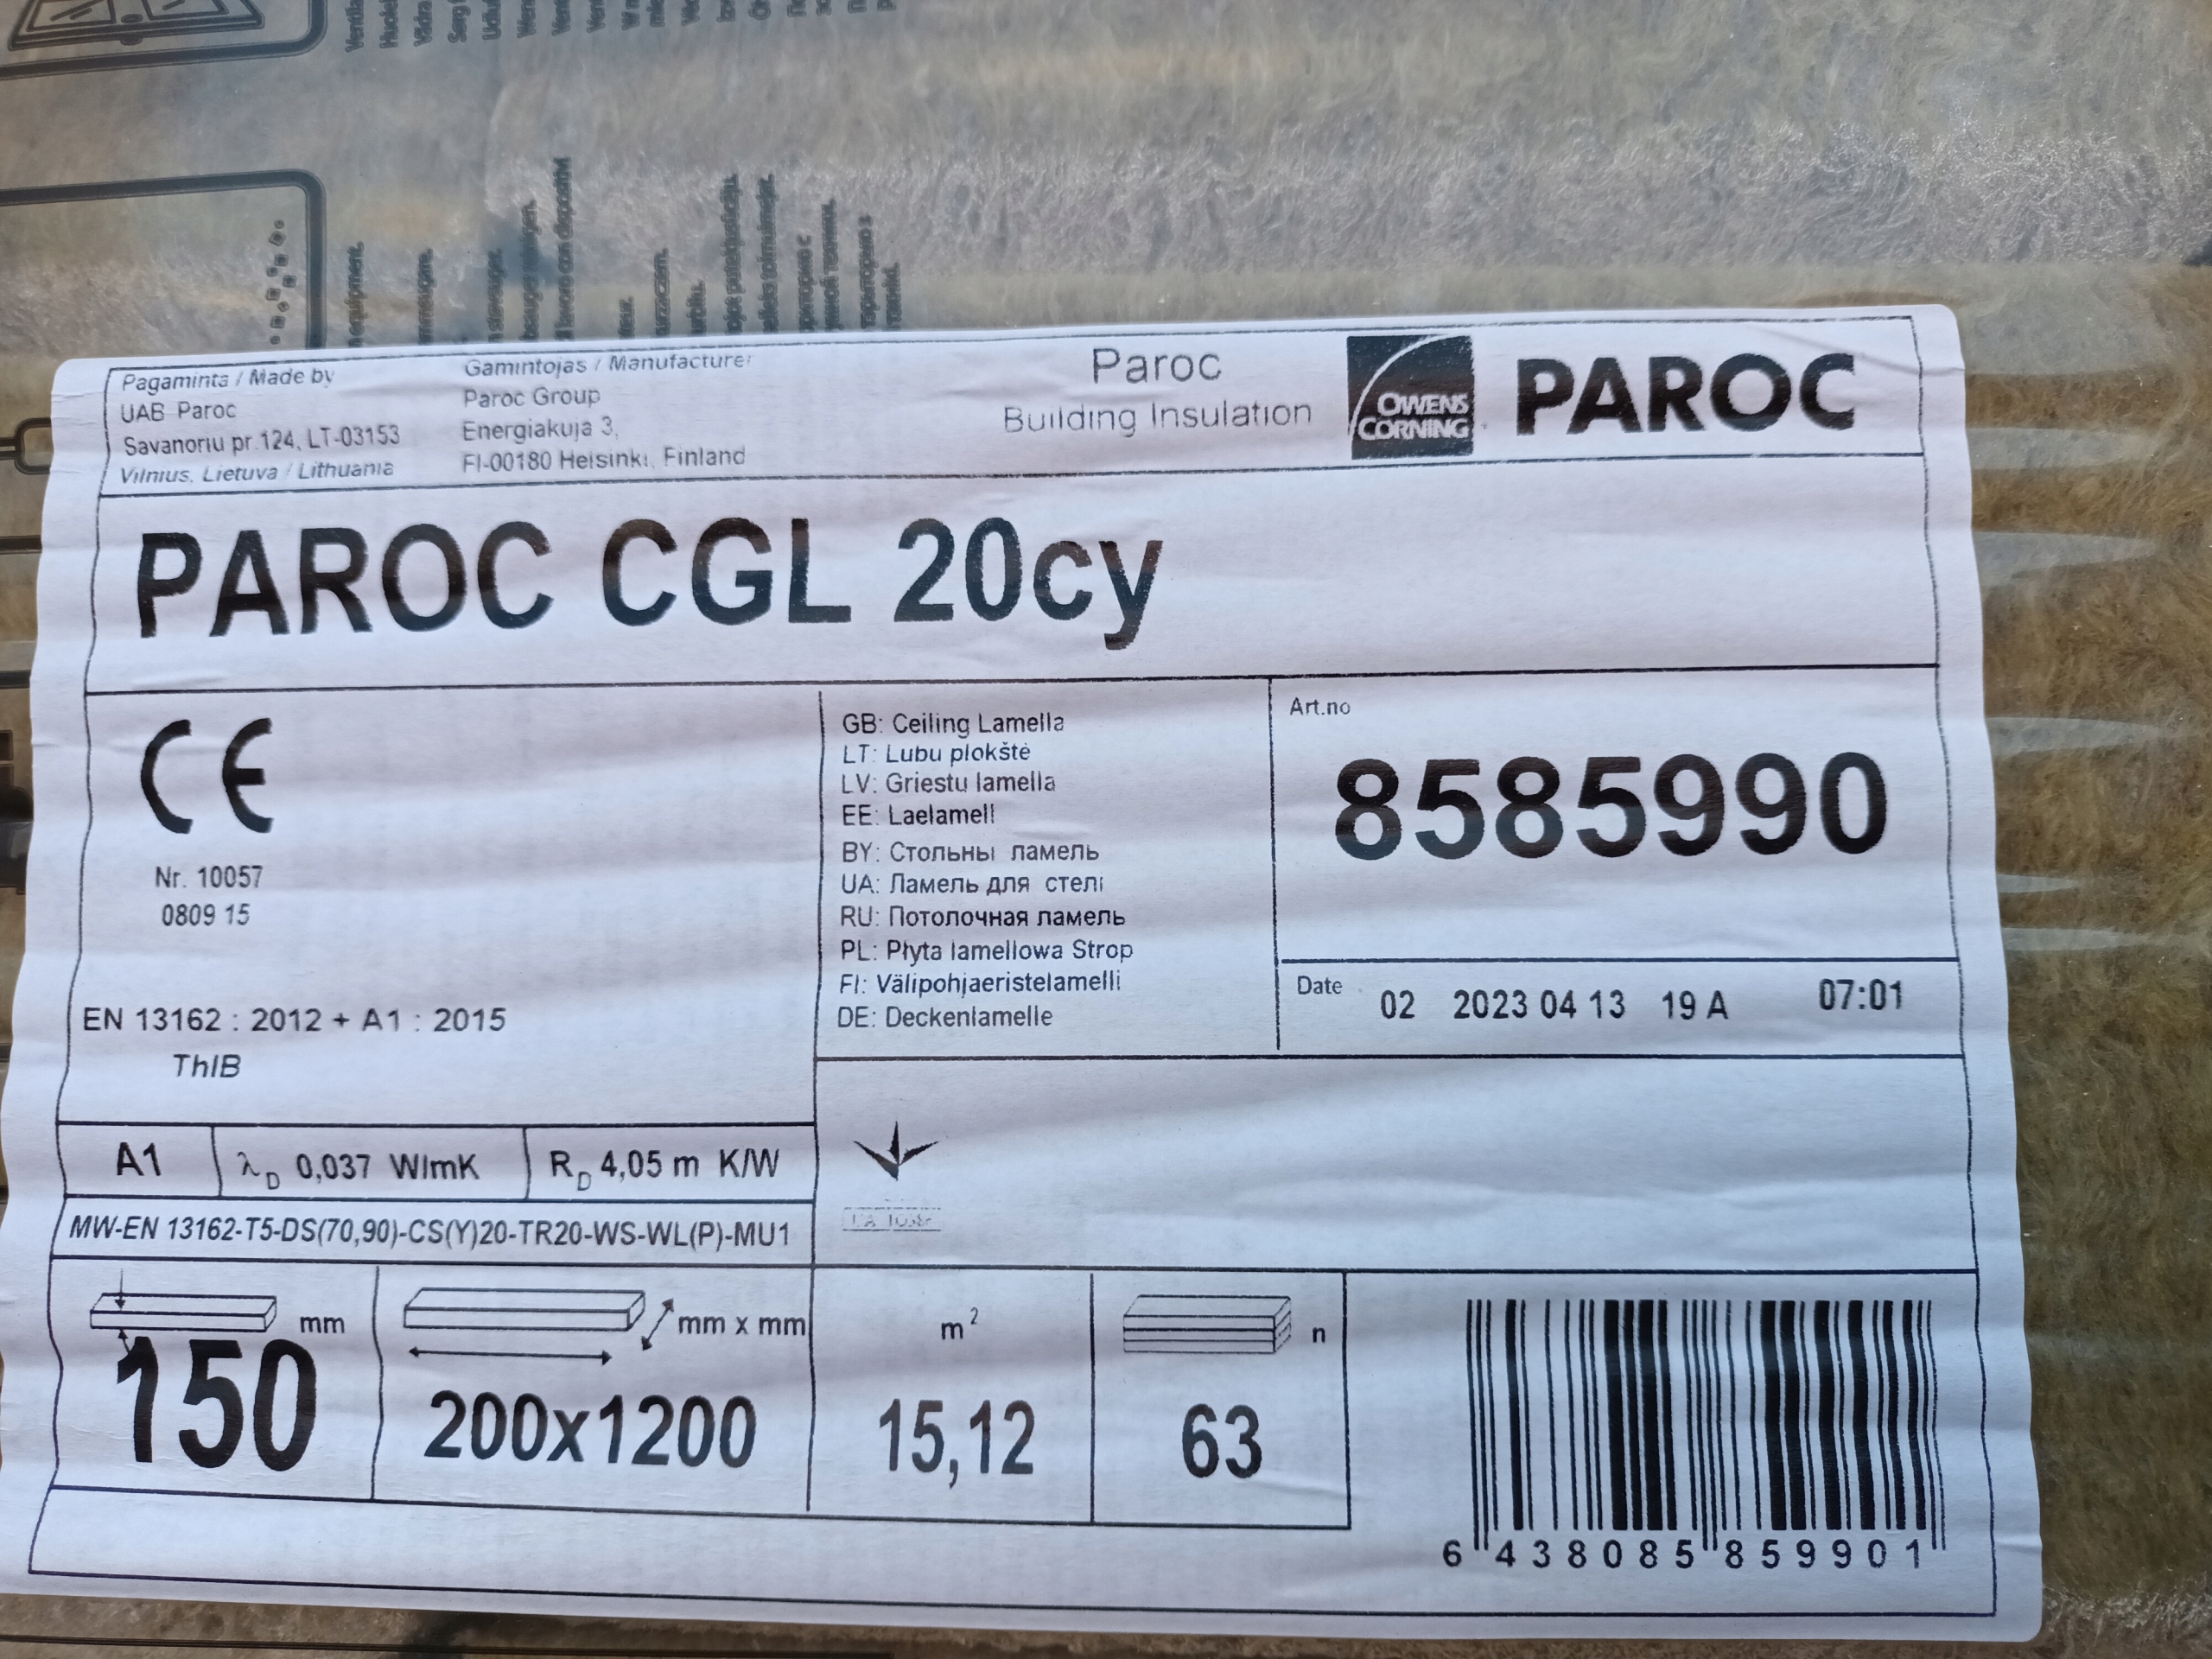 equipment.
Pagaminta / Made by
UAB Paroc
Savanoriu pr.124, LT-03153
Vilnius, Lietuva / Lithuania
Gamintojas / Manufacturer
Paroc Group
Energiakuja 3,
FI-00180 Helsinki, Finland
Paroc
Building Insulation
OWENS
CORNING
PAROC
PAROC CGL 20cy
CE
Nr. 10057
0809 15
EN 13162 : 2012 + A1 : 2015
ThIB
GB: Ceiling Lamella
LT: Lubu plokštė
LV: Griestu lamella
EE: Laelamell
BY: Стольны ламель
UA: Ламель для стелі
RU: Потолочная ламель
PL: Płyta lamellowa Strop
FI: Välipohjaeristelamelli
DE: Deckenlamelle
Art.no
8585990
Date
02 2023 04 13 19 A 07:01
A1
λD 0,037 W/mK
RD 4,05 m K/W
MW-EN 13162-T5-DS(70,90)-CS(Y)20-TR20-WS-WL(P)-MU1
mm
150
mm x mm
200x1200
m²
15,12
n
63
6 438085 859901